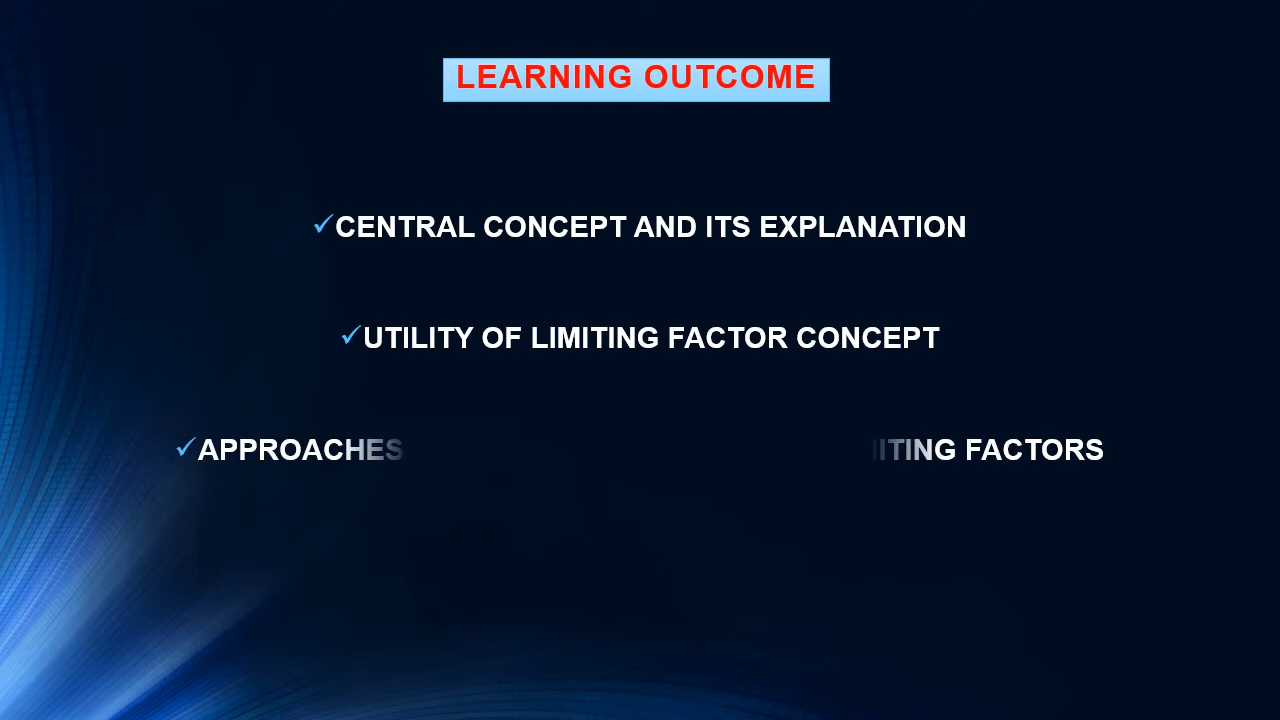 LEARNING OUTCOME
✓CENTRAL CONCEPT AND ITS EXPLANATION
✓UTILITY OF LIMITING FACTOR CONCEPT
✓APPROACHES ITING FACTORS